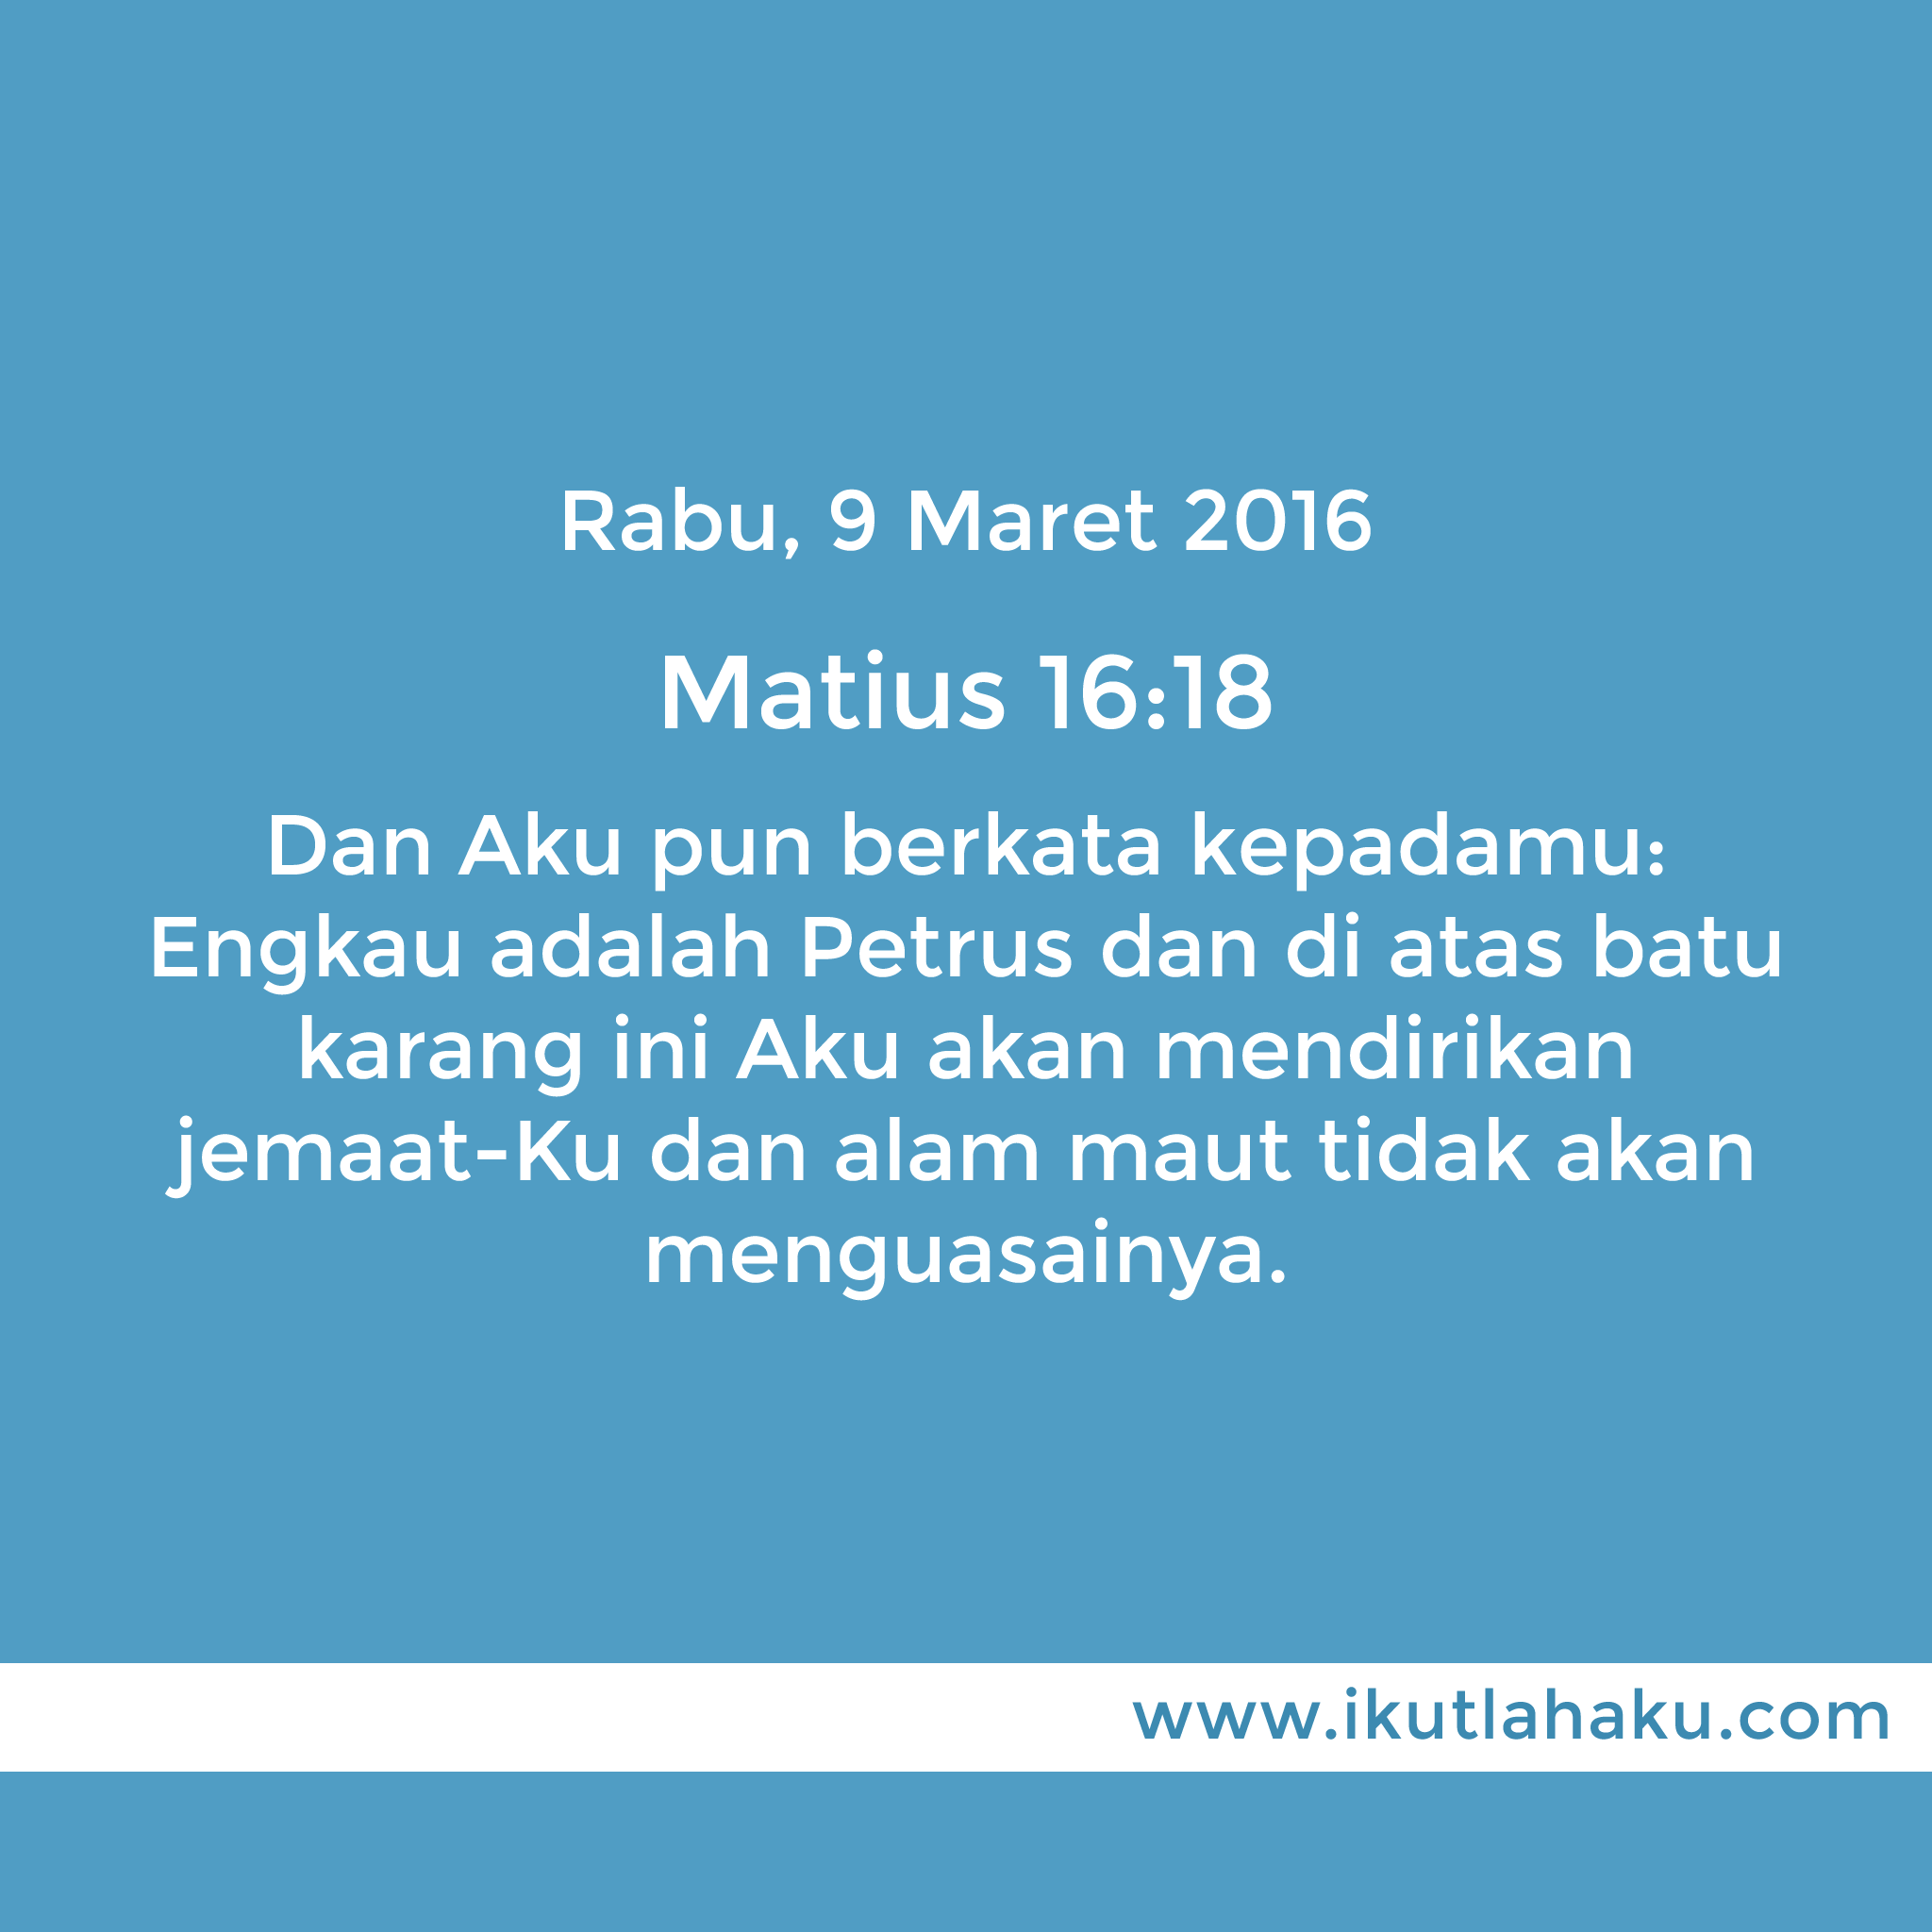 Rabu, 9 Maret 2016
Matius 16:18
Dan Aku pun berkata kepadamu:
Engkau adalah Petrus dan di atas batu
karang ini Aku akan mendirikan
jemaat-Ku dan alam maut tidak akan
menguasainya.
www.ikutlahaku.com